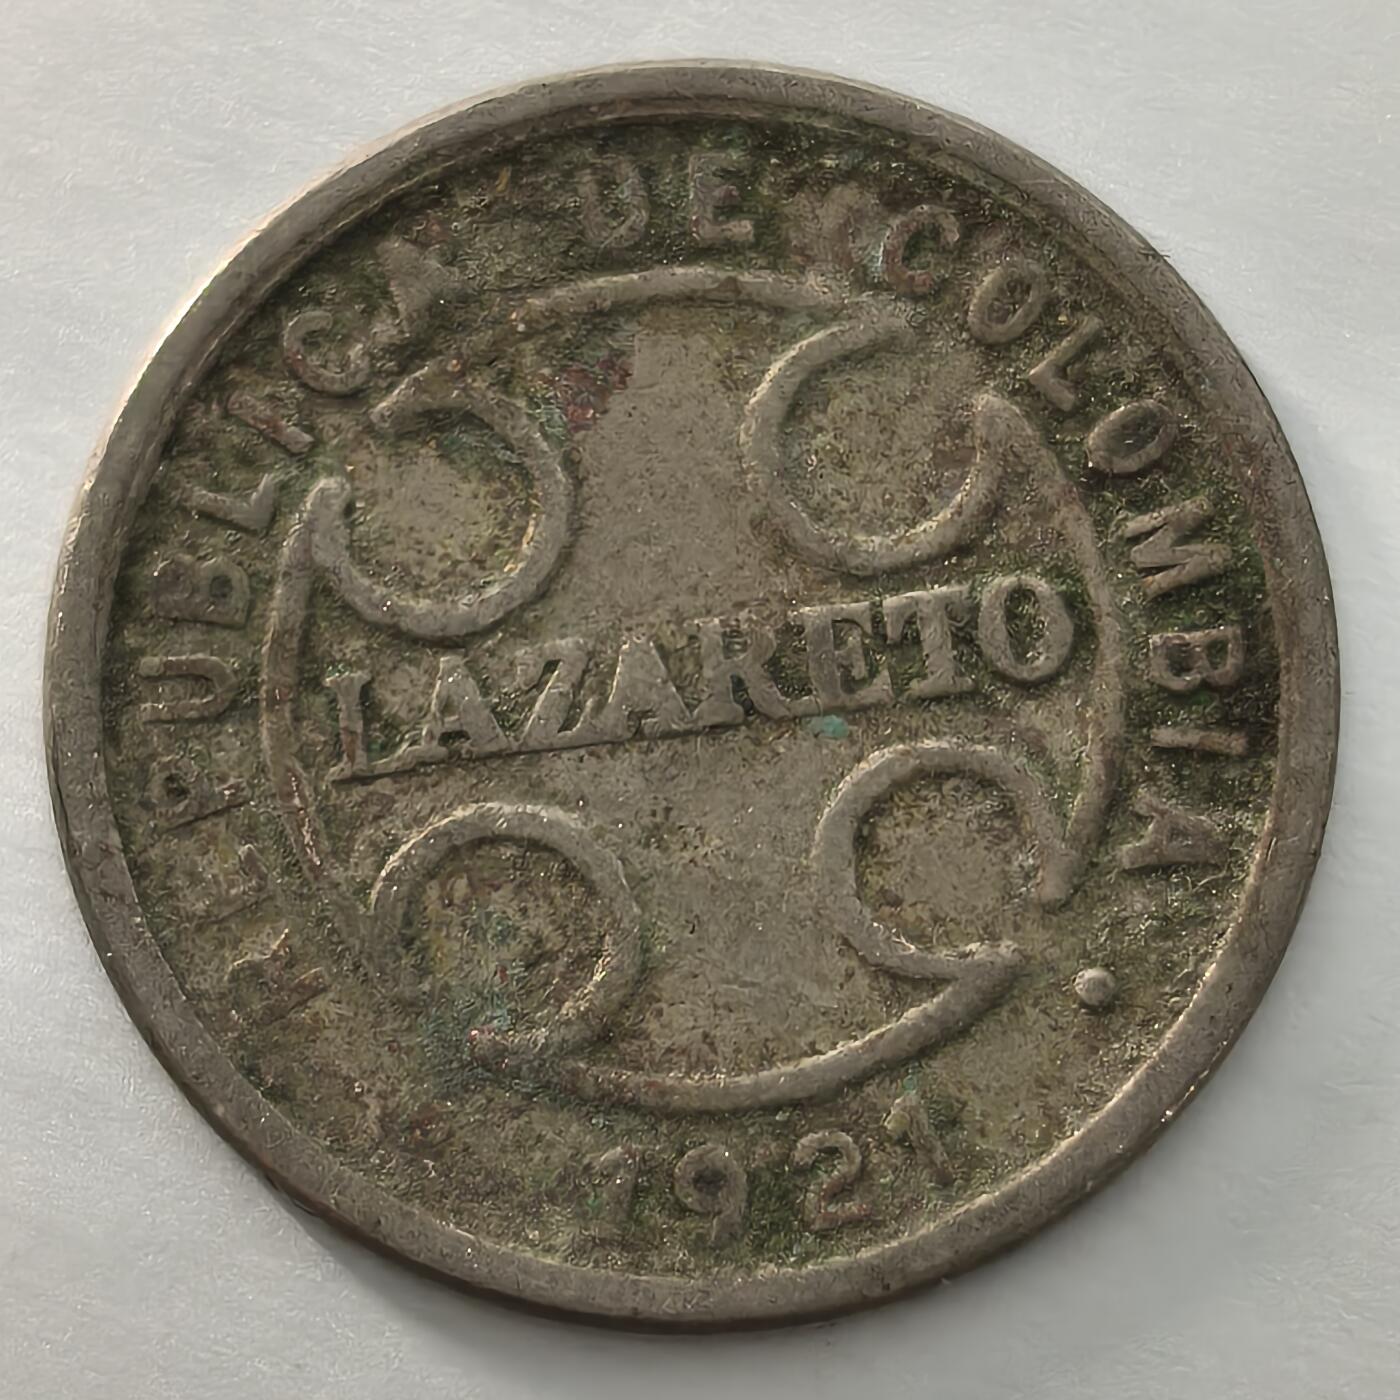 REPUBLICA DE COLOMBIA
LAZARETO
1921